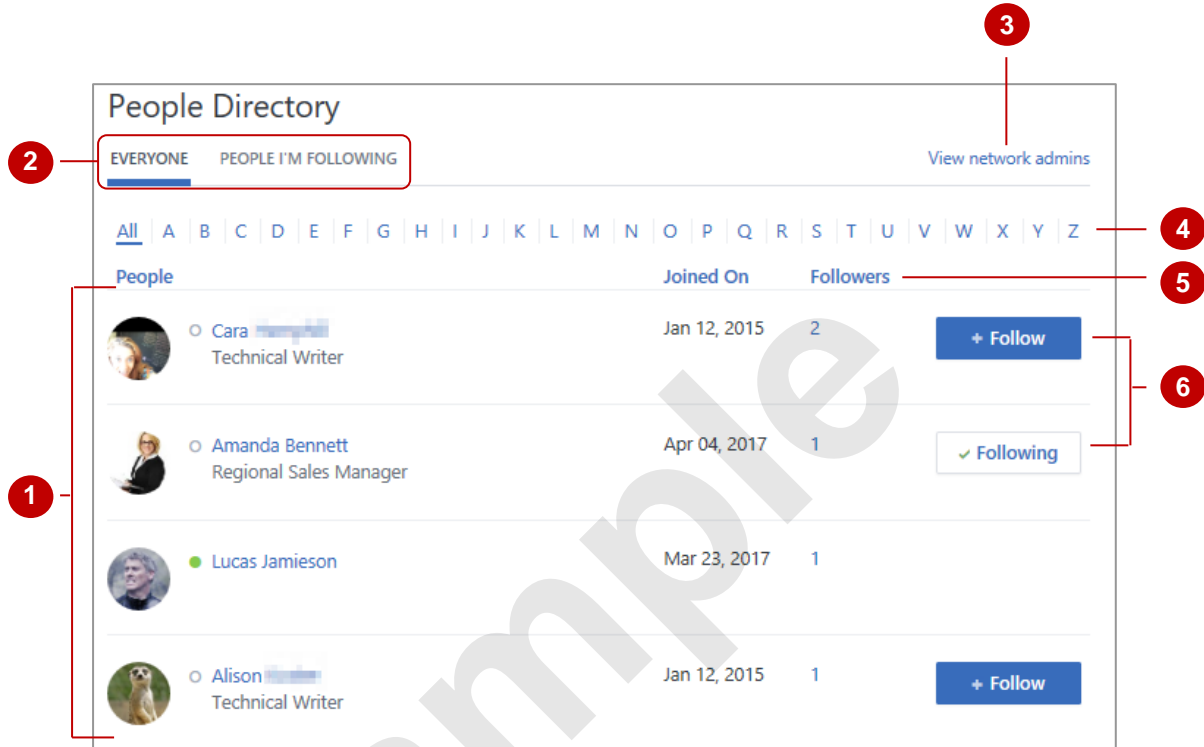 3
People Directory
2
EVERYONE PEOPLE I'M FOLLOWING
View network admins
All A B C D E F G H I J K L M N O P Q R S T U V W X Y Z
4
People Joined On Followers
5
Cara
Technical Writer
Jan 12, 2015
2
+ Follow
6
Amanda Bennett
Regional Sales Manager
Apr 04, 2017
1
Following
1
Lucas Jamieson
Mar 23, 2017
1
Alison
Technical Writer
Jan 12, 2015
1
+ Follow
mple